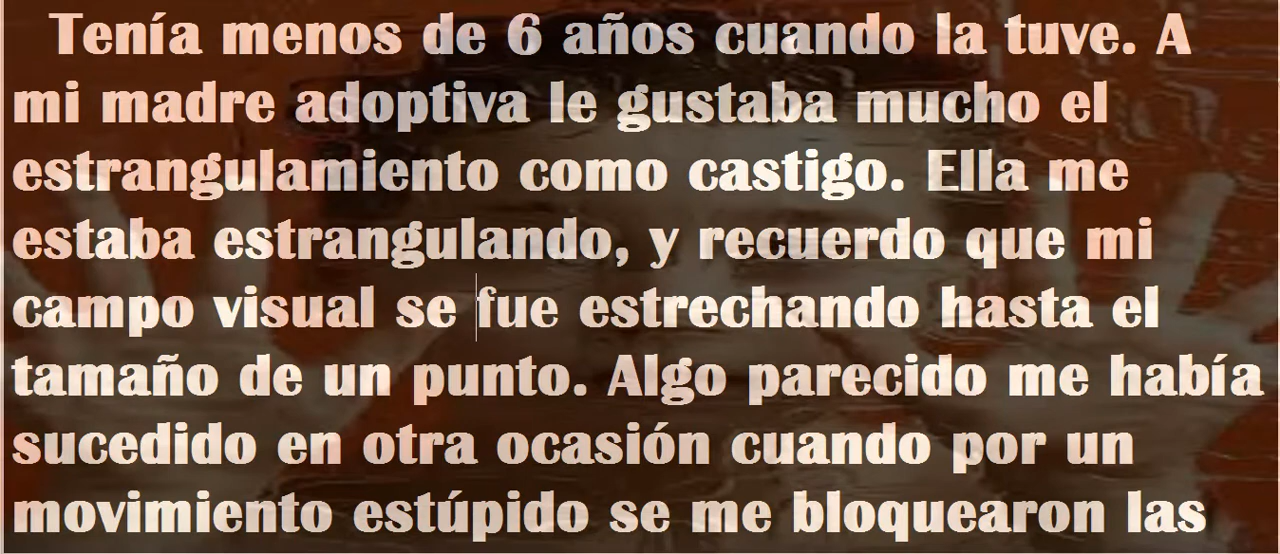 Tenía menos de 6 años cuando la tuve. A
mi madre adoptiva le gustaba mucho el
estrangulamiento como castigo. Ella me
estaba estrangulando, y recuerdo que mi
campo visual se fue estrechando hasta el
tamaño de un punto. Algo parecido me había
sucedido en otra ocasión cuando por un
movimiento estúpido se me bloquearon las